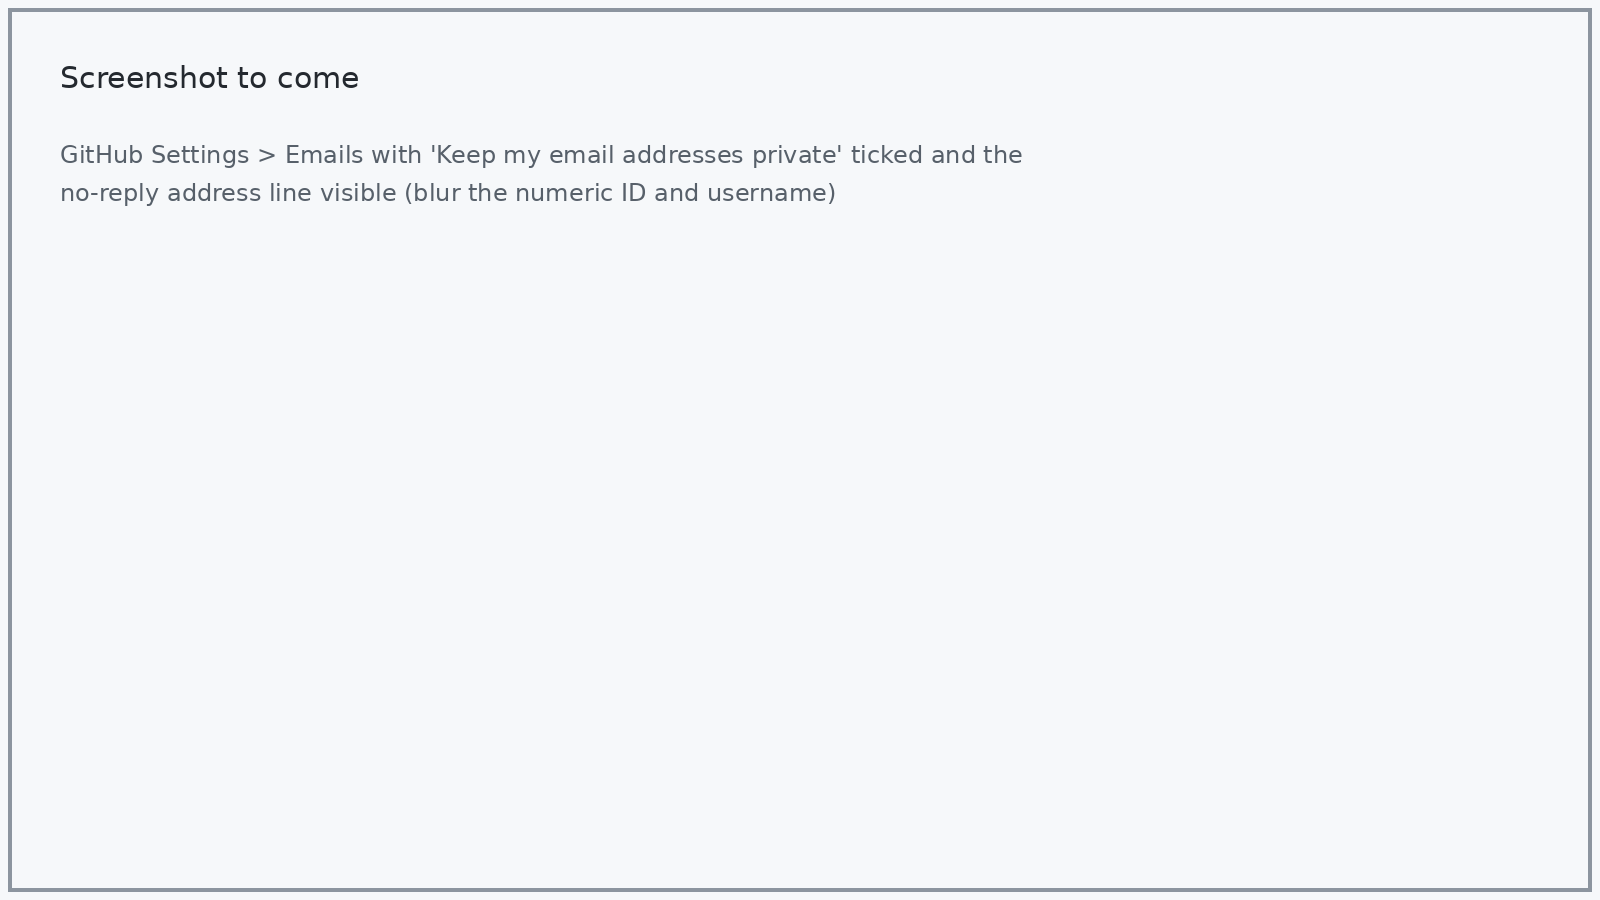 Screenshot to come
GitHub Settings > Emails with 'Keep my email addresses private' ticked and the
no-reply address line visible (blur the numeric ID and username)